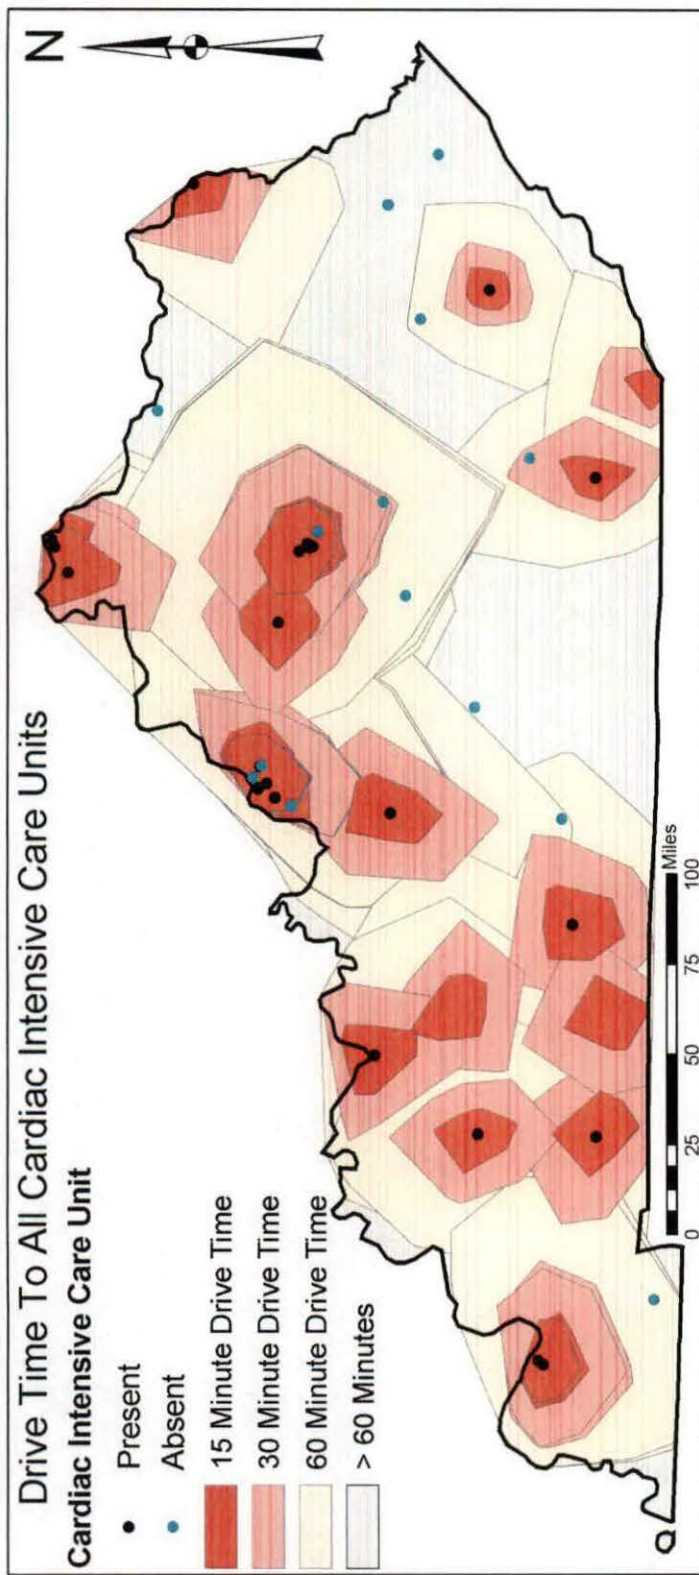 Drive Time To All Cardiac Intensive Care Units
Cardiac Intensive Care Unit
Present
Absent
15 Minute Drive Time
30 Minute Drive Time
60 Minute Drive Time
> 60 Minutes
N
0 25 50 75 100
Miles